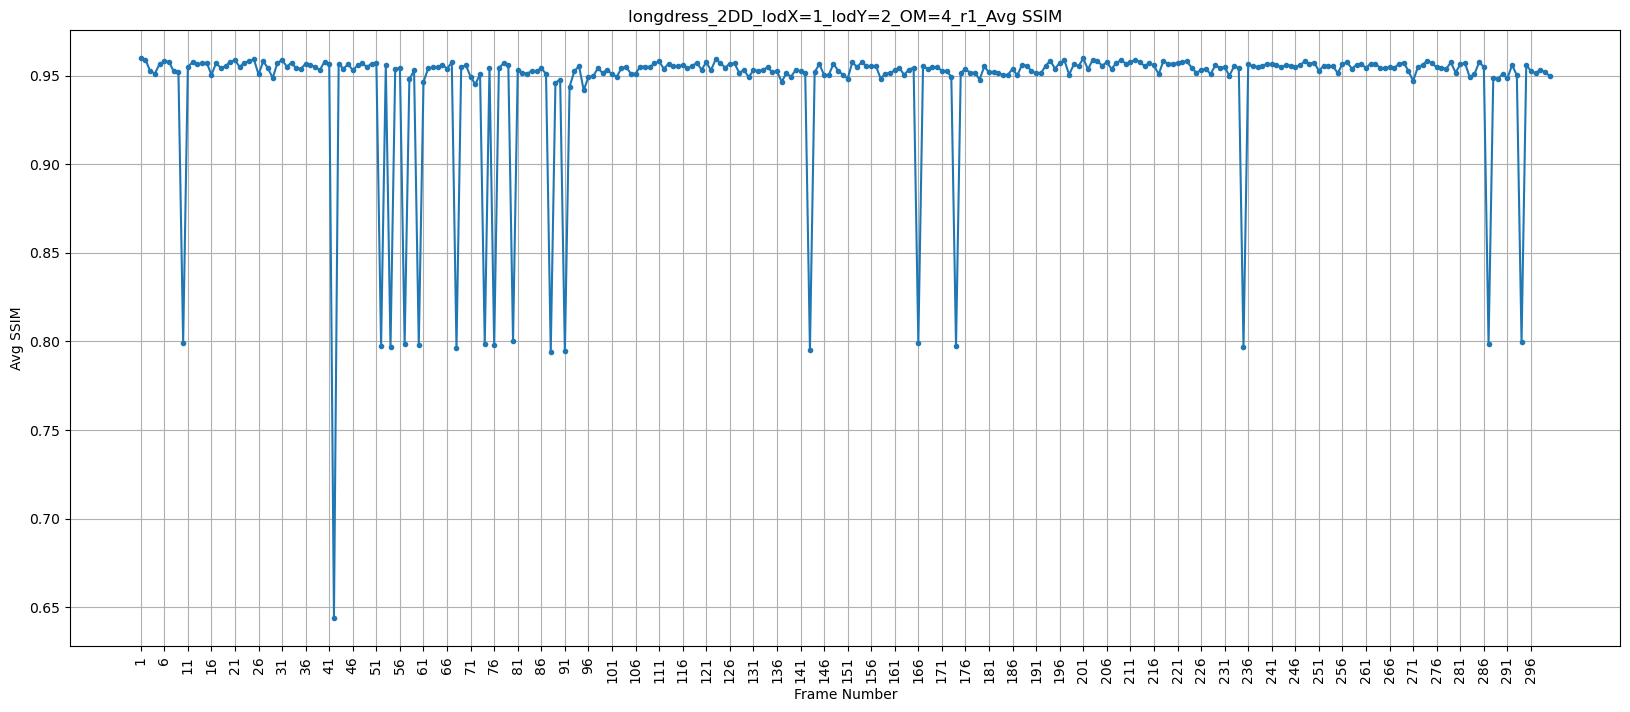 longdress_2DD_lodX=1_lodY=2_OM=4_r1_Avg SSIM
Avg SSIM
0.95
0.90
0.85
0.80
0.75
0.70
0.65
1 6 11 16 21 26 31 36 41 46 51 56 61 66 71 76 81 86 91 96 101 106 111 116 121 126 131 136 141 146 151 156 161 166 171 176 181 186 191 196 201 206 211 216 221 226 231 236 241 246 251 256 261 266 271 276 281 286 291 296
Frame Number